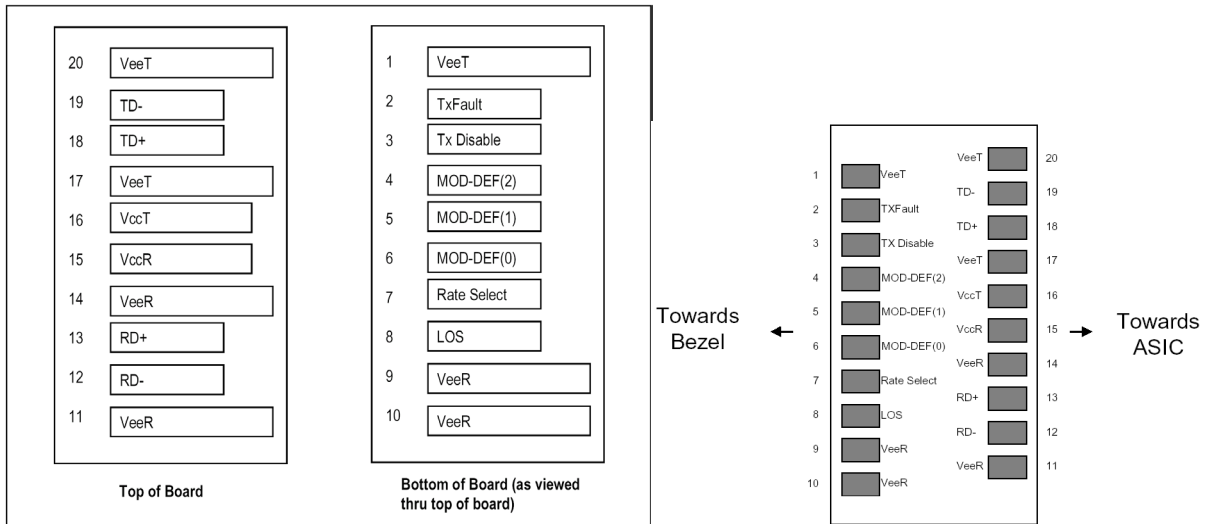 20 VeeT
19 TD-
18 TD+
17 VeeT
16 VccT
15 VccR
14 VeeR
13 RD+
12 RD-
11 VeeR
Top of Board
1 VeeT
2 TxFault
3 Tx Disable
4 MOD-DEF(2)
5 MOD-DEF(1)
6 MOD-DEF(0)
7 Rate Select
8 LOS
9 VeeR
10 VeeR
Bottom of Board (as viewed
thru top of board)
Towards
Bezel
1 VeeT
2 TXFault
3 TX Disable
4 MOD-DEF(2)
5 MOD-DEF(1)
6 MOD-DEF(0)
7 Rate Select
8 LOS
9 VeeR
10 VeeR
VeeT 20
TD- 19
TD+ 18
VeeT 17
VccT 16
VccR 15
VeeR 14
RD+ 13
RD- 12
VeeR 11
Towards
ASIC